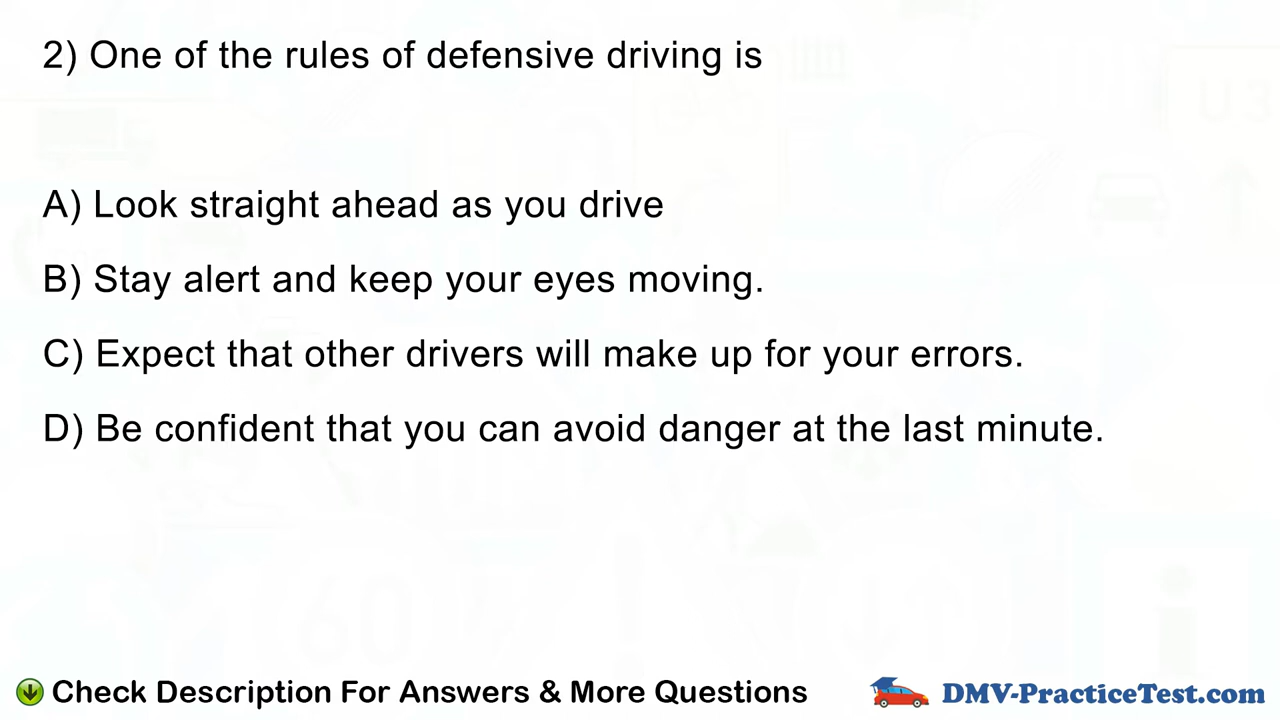 2) One of the rules of defensive driving is
A) Look straight ahead as you drive
B) Stay alert and keep your eyes moving.
C) Expect that other drivers will make up for your errors.
D) Be confident that you can avoid danger at the last minute.
U3
60
Check Description For Answers & More Questions
DMV-PracticeTest.com